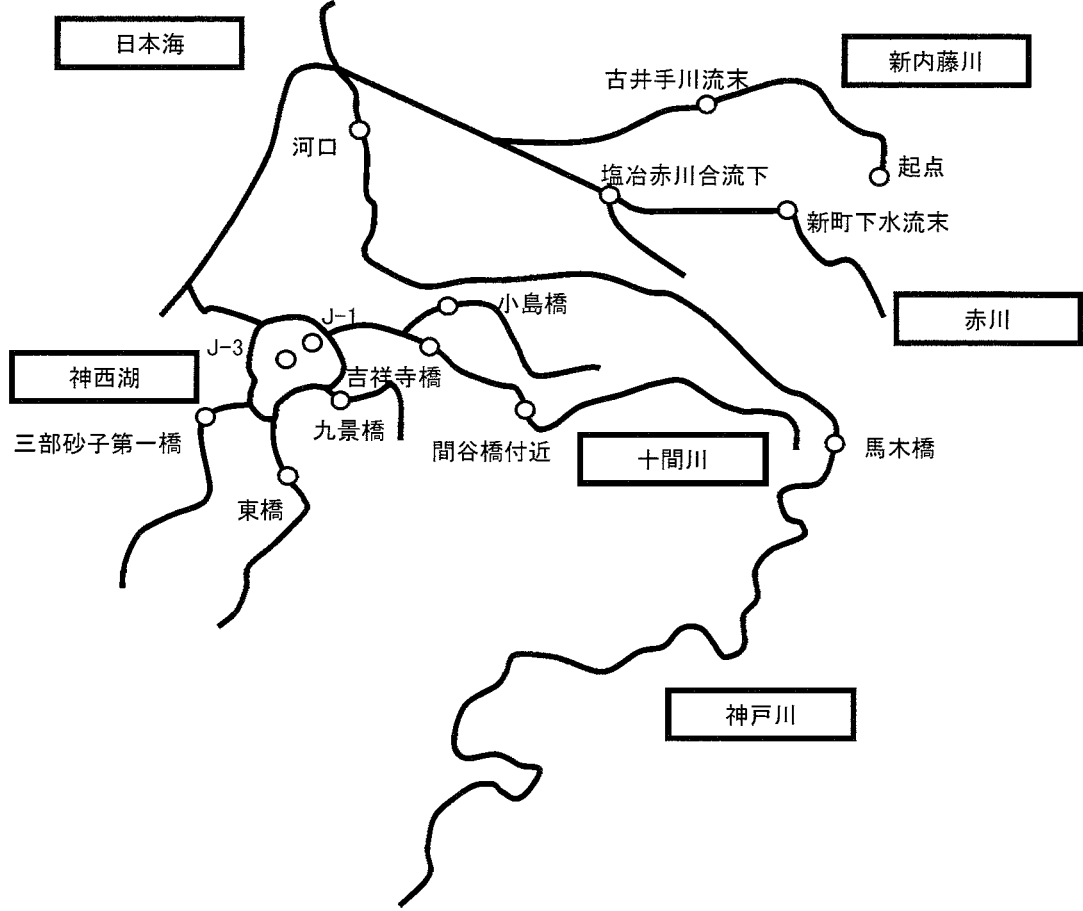 日本海
新内藤川
古井手川流末
河口
起点
塩冶赤川合流下
新町下水流末
小島橋
赤川
J-1
J-3
神西湖
吉祥寺橋
九景橋
三部砂子第一橋
間谷橋付近
十間川
馬木橋
東橋
神戸川